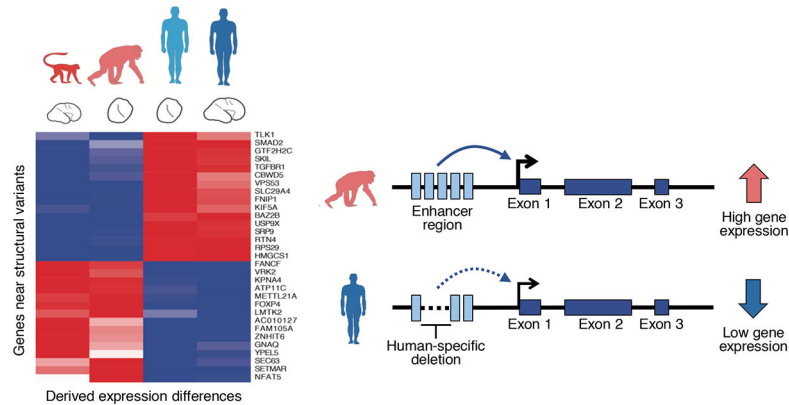 Genes near structural variants
TLK1
SMAD2
GTF2H2C
SKIL
TGFBR1
CBWD5
VPS53
SLC29A4
FNIP1
KIF5A
BAZ2B
USP9X
SRP9
RTN4
RPS29
HMGCS1
FANCF
VRK2
KPNA4
ATP11C
METTL21A
FOXP4
LMTK2
AC010127
FAM105A
ZNHIT6
GNAQ
YPEL5
SEC63
SETMAR
NFAT5
Derived expression differences
Enhancer
region
Exon 1
Exon 2
Exon 3
High gene
expression
Human-specific
deletion
Exon 1
Exon 2
Exon 3
Low gene
expression